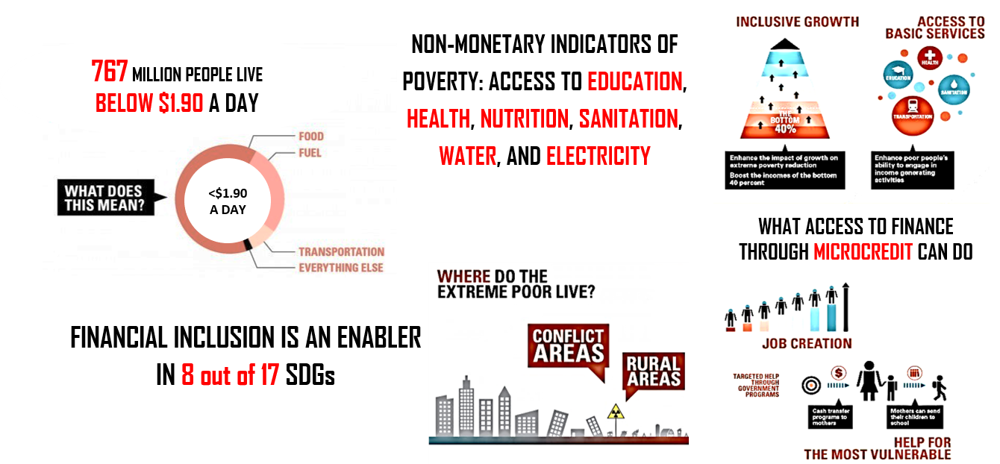 767 MILLION PEOPLE LIVE
BELOW $1.90 A DAY
FOOD
FUEL
WHAT DOES
THIS MEAN?
<$1.90
A DAY
TRANSPORTATION
EVERYTHING ELSE
FINANCIAL INCLUSION IS AN ENABLER
IN 8 out of 17 SDGs
NON-MONETARY INDICATORS OF
POVERTY: ACCESS TO EDUCATION,
HEALTH, NUTRITION, SANITATION,
WATER, AND ELECTRICITY
WHERE DO THE
EXTREME POOR LIVE?
CONFLICT
AREAS
RURAL
AREAS
INCLUSIVE GROWTH
THE
BOTTOM
40%
Enhance the impact of growth on
extreme poverty reduction
Boost the incomes of the bottom
40 percent
ACCESS TO
BASIC SERVICES
HEALTH
EDUCATION
SANITATION
TRANSPORTATION
Enhance poor people's
ability to engage in
income generating
activities
WHAT ACCESS TO FINANCE
THROUGH MICROCREDIT CAN DO
JOB CREATION
TARGETED HELP
THROUGH
GOVERNMENT
PROGRAMS
$
Cash transfer
programs to
mothers
Mothers can send
their children to
school
HELP FOR
THE MOST VULNERABLE